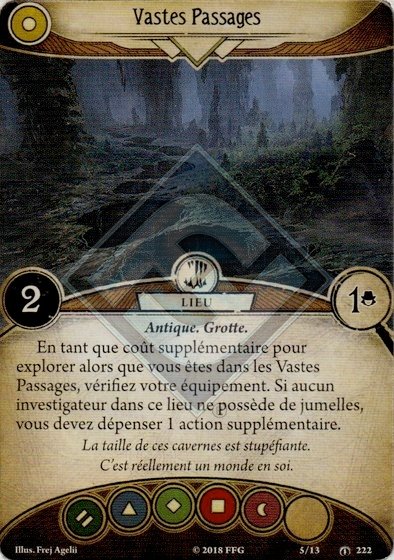 Vastes Passages
2
LIEU
1
Antique. Grotte.
En tant que coût supplémentaire pour
explorer alors que vous êtes dans les Vastes
Passages, vérifiez votre équipement. Si aucun
investigateur dans ce lieu ne possède de jumelles,
vous devez dépenser 1 action supplémentaire.
La taille de ces cavernes est stupéfiante.
C'est réellement un monde en soi.
Illus. Frej Agelii © 2018 FFG 5/13 222